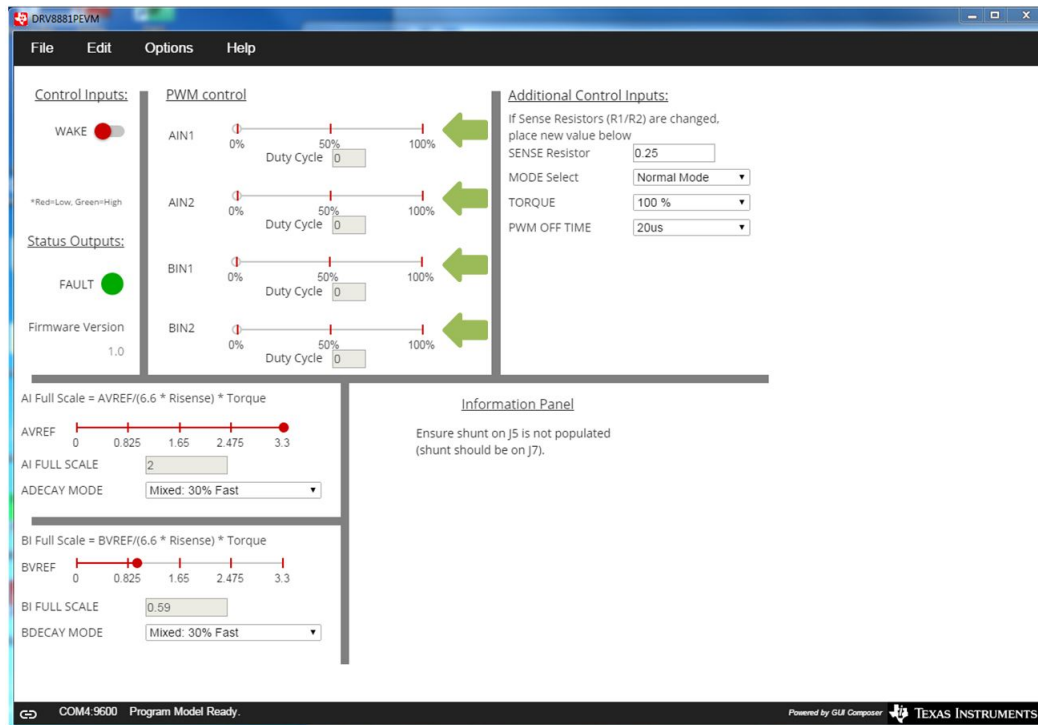 DRV8881PEVM
File Edit Options Help
Control Inputs:
WAKE
*Red=Low, Green=High
Status Outputs:
FAULT
Firmware Version
1.0
PWM control
AIN1
0% 50% 100%
Duty Cycle 0
AIN2
0% 50% 100%
Duty Cycle 0
BIN1
0% 50% 100%
Duty Cycle 0
BIN2
0% 50% 100%
Duty Cycle 0
Additional Control Inputs:
If Sense Resistors (R1/R2) are changed,
place new value below
SENSE Resistor 0.25
MODE Select Normal Mode
TORQUE 100 %
PWM OFF TIME 20us
AI Full Scale = AVREF/(6.6 * Risense) * Torque
AVREF
0 0.825 1.65 2.475 3.3
AI FULL SCALE 2
ADECAY MODE Mixed: 30% Fast
BI Full Scale = BVREF/(6.6 * Risense) * Torque
BVREF
0 0.825 1.65 2.475 3.3
BI FULL SCALE 0.59
BDECAY MODE Mixed: 30% Fast
Information Panel
Ensure shunt on J5 is not populated
(shunt should be on J7).
COM4:9600 Program Model Ready.
Powered by GUI Composer TEXAS INSTRUMENTS